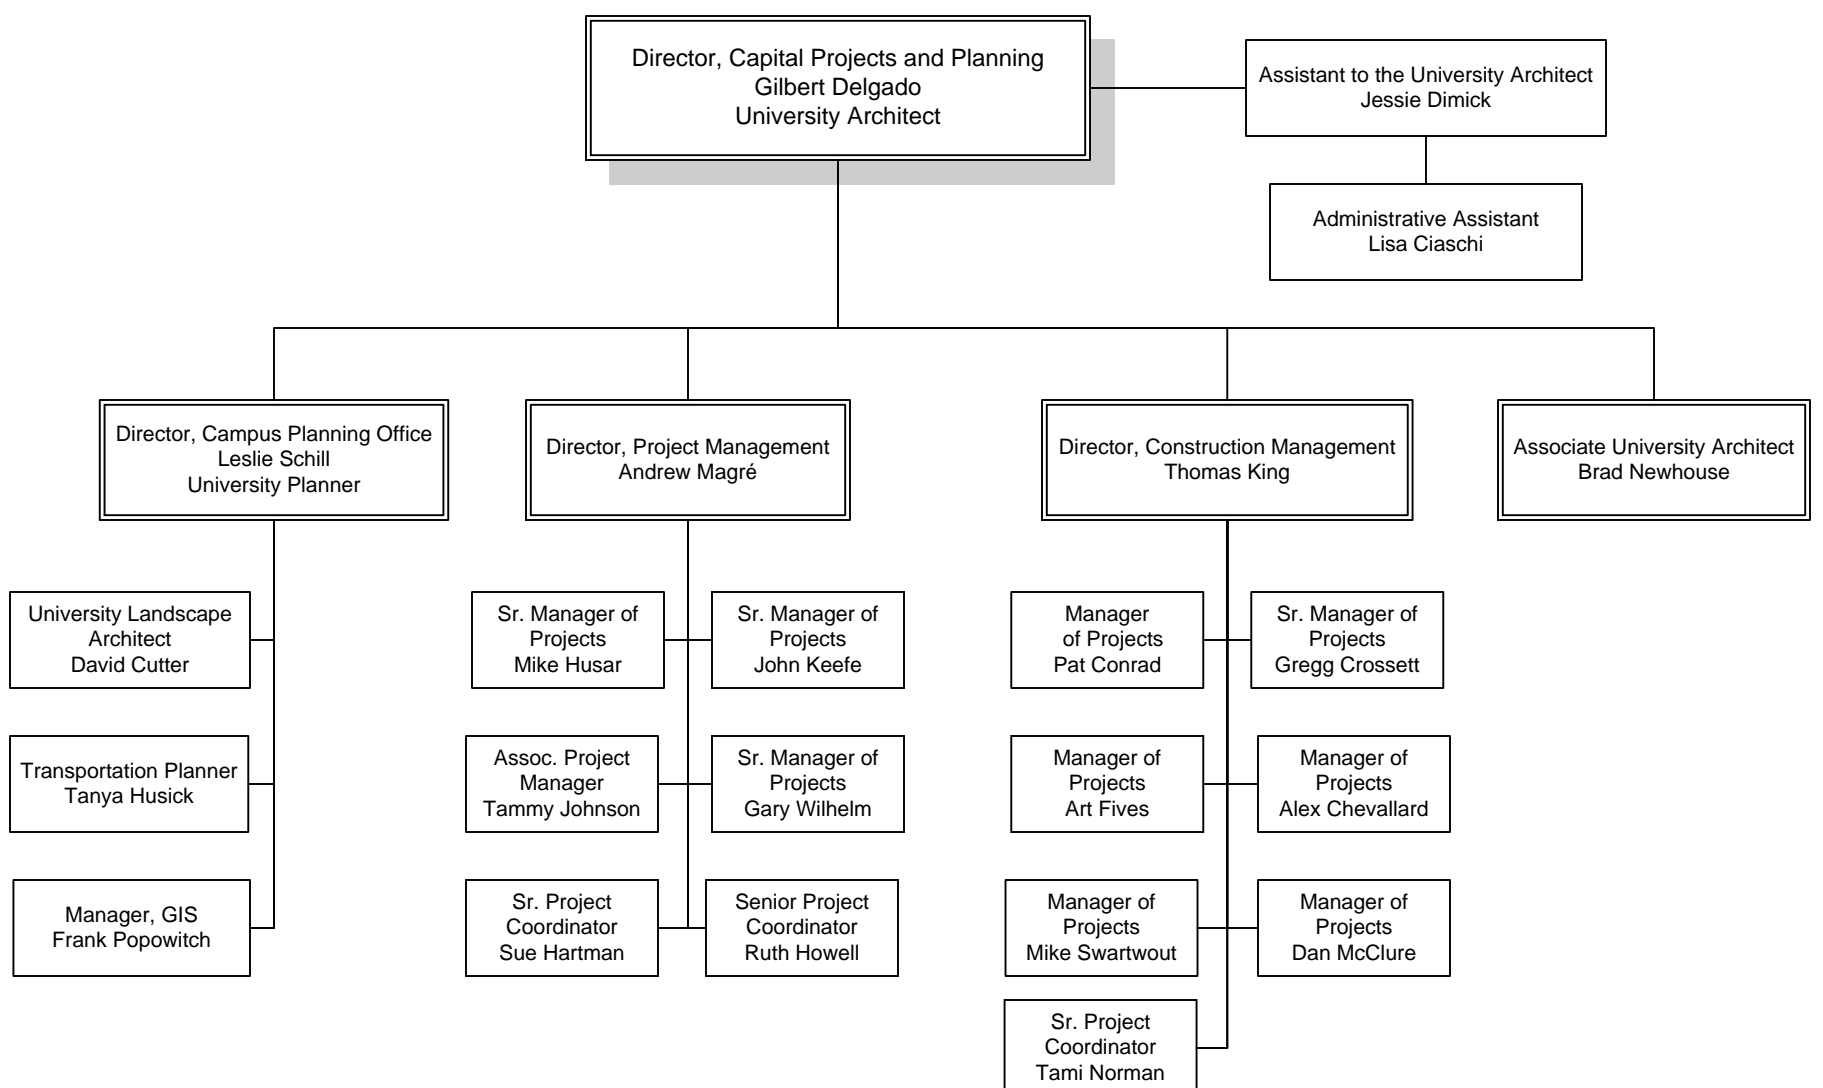 Director, Capital Projects and Planning
Gilbert Delgado
University Architect
Assistant to the University Architect
Jessie Dimick
Administrative Assistant
Lisa Ciaschi
Director, Campus Planning Office
Leslie Schill
University Planner
Director, Project Management
Andrew Magré
Director, Construction Management
Thomas King
Associate University Architect
Brad Newhouse
University Landscape
Architect
David Cutter
Sr. Manager of
Projects
Mike Husar
Sr. Manager of
Projects
John Keefe
Manager
of Projects
Pat Conrad
Sr. Manager of
Projects
Gregg Crossett
Transportation Planner
Tanya Husick
Assoc. Project
Manager
Tammy Johnson
Sr. Manager of
Projects
Gary Wilhelm
Manager of
Projects
Art Fives
Manager of
Projects
Alex Chevallard
Manager, GIS
Frank Popowitch
Sr. Project
Coordinator
Sue Hartman
Senior Project
Coordinator
Ruth Howell
Manager of
Projects
Mike Swartwout
Manager of
Projects
Dan McClure
Sr. Project
Coordinator
Tami Norman